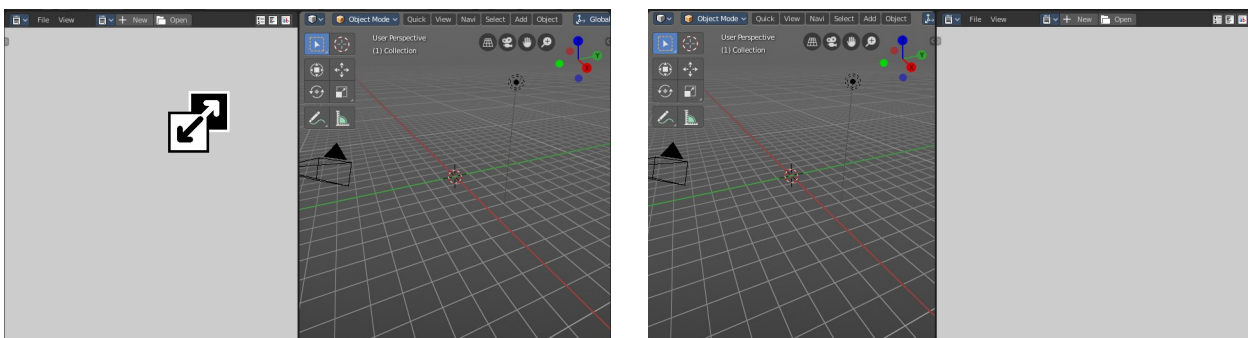 File View New Open
Object Mode Quick View Navi Select Add Object Global
User Perspective
(1) Collection
Y
X
Object Mode Quick View Navi Select Add Object
File View New Open
User Perspective
(1) Collection
Y
X